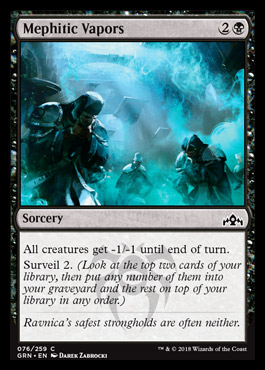 Mephitic Vapors 2
Sorcery
All creatures get -1/-1 until end of turn.
Surveil 2. (Look at the top two cards of your
library, then put any number of them into
your graveyard and the rest on top of your
library in any order.)
Ravnica's safest strongholds are often neither.
076/259 C
GRN • EN DAREK ZABROCKI ™ & © 2018 Wizards of the Coast